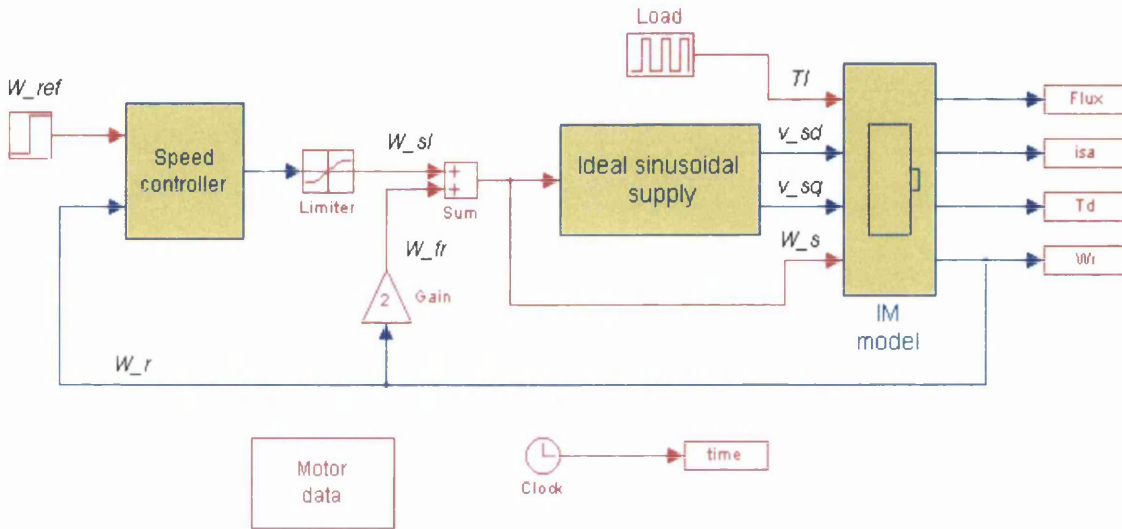 Load
W_ref
Tl
Flux
Speed
controller
W_sl
Limiter
+
+
Sum
Ideal sinusoidal
supply
v_sd
v_sq
isa
Td
W_fr
2
Gain
W_s
Wr
IM
model
W_r
Motor
data
Clock
time